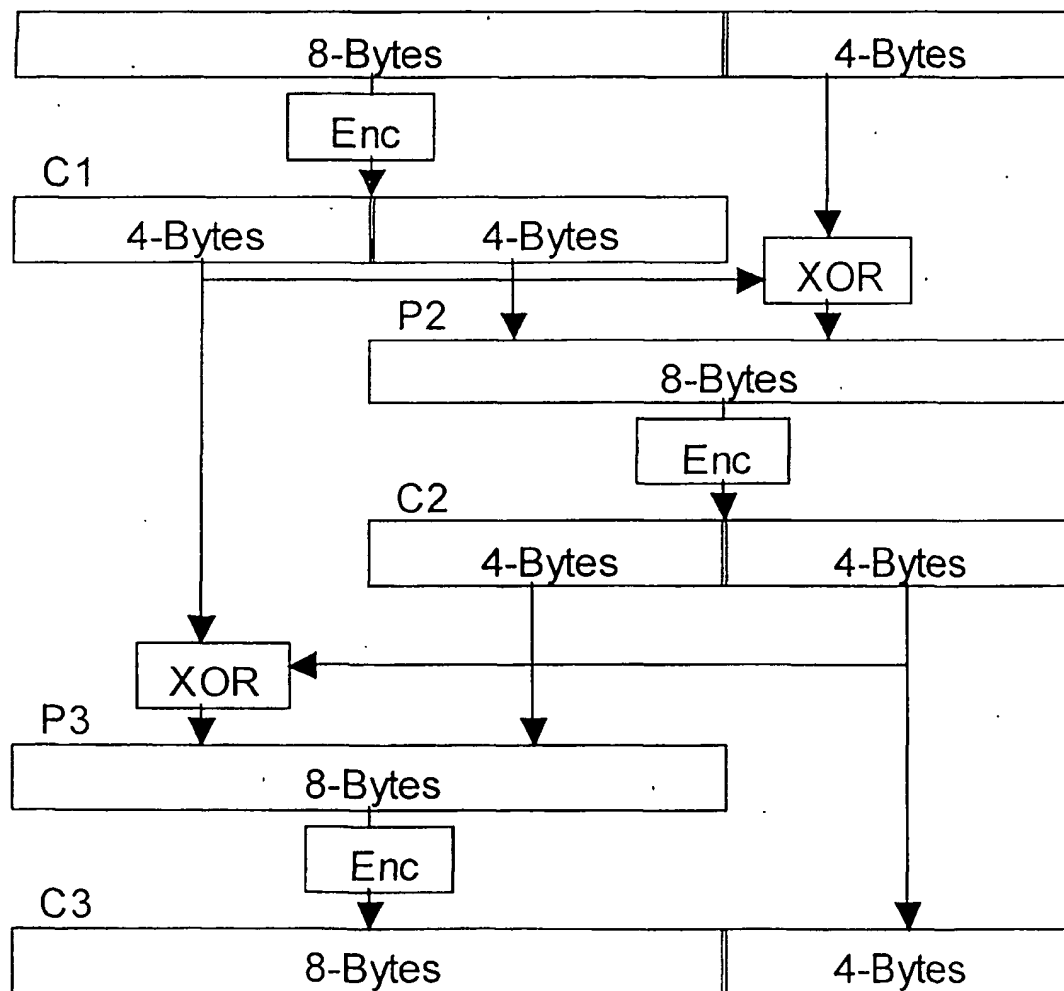 8-Bytes 4-Bytes
Enc
C1
4-Bytes 4-Bytes
XOR
P2
8-Bytes
Enc
C2
4-Bytes 4-Bytes
XOR
P3
8-Bytes
Enc
C3
8-Bytes 4-Bytes